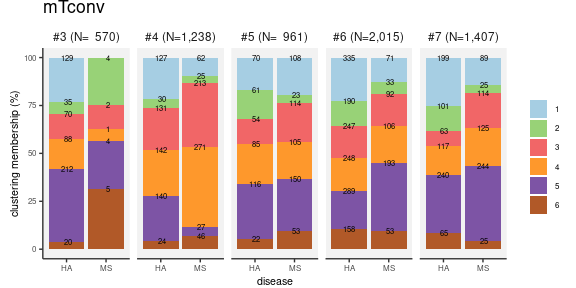 mTconv
#3 (N= 570) #4 (N=1,238) #5 (N= 961) #6 (N=2,015) #7 (N=1,407)
clustering membership (%)
100
75
50
25
0
129 4 127 62 70 108 335 71 199 89
35 2 30 25 61 23 190 33 101 25
70 1 131 213 54 114 247 92 63 114
88 4 142 271 85 105 248 106 117 125
212 5 140 27 116 150 289 193 240 244
20 24 46 22 53 158 53 65 25
HA MS HA MS HA MS HA MS HA MS
disease
1
2
3
4
5
6